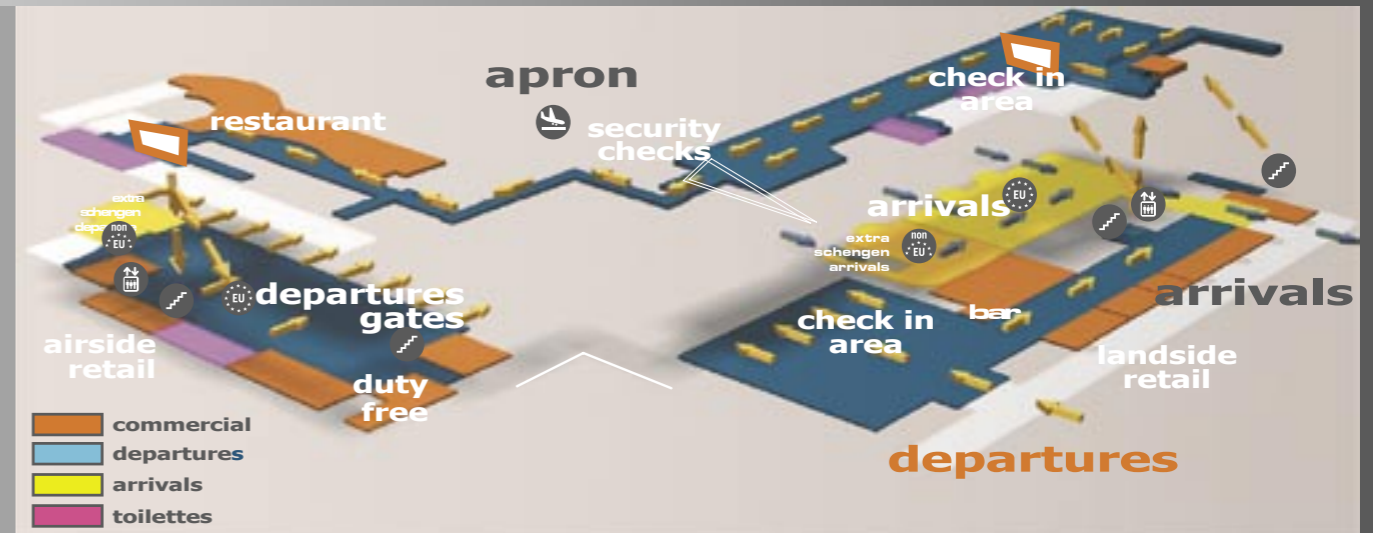 apron
check in
area
restaurant
security
checks
extra
schengen
non
EU
arrivals
EU
extra
schengen
arrivals
non
EU
EU
departures
gates
arrivals
airside
retail
check in
area
bar
landside
retail
duty
free
departures
commercial
departures
arrivals
toilettes